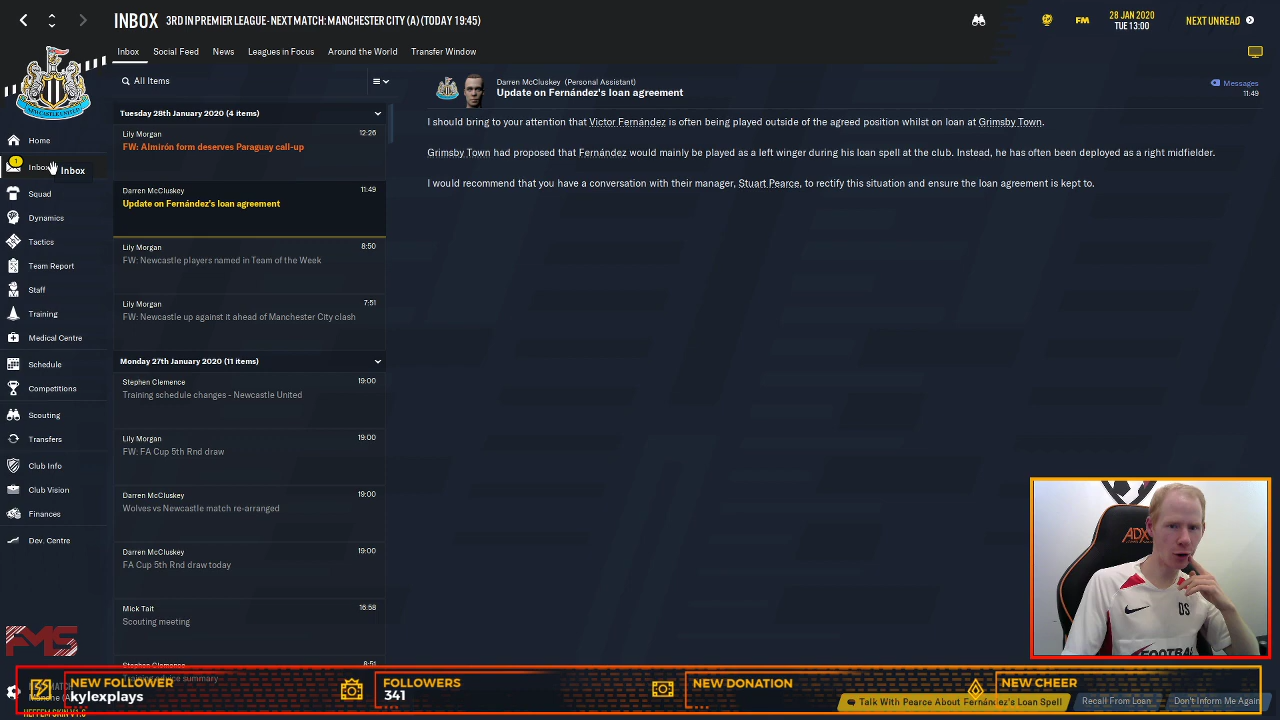 INBOX
3RD IN PREMIER LEAGUE - NEXT MATCH: MANCHESTER CITY (A) (TODAY 19:45)
FM
28 JAN 2020
TUE 13:00
NEXT UNREAD
Inbox Social Feed News Leagues in Focus Around the World Transfer Window
NEWCASTLE UNITED
All Items
Home
1
Inbox
Inbox
Squad
Dynamics
Tactics
Team Report
Staff
Training
Medical Centre
Schedule
Competitions
Scouting
Transfers
Club Info
Club Vision
Finances
Dev. Centre
Tuesday 28th January 2020 (4 items)
Lily Morgan 12:26
FW: Almirón form deserves Paraguay call-up
Darren McCluskey 11:49
Update on Fernández's loan agreement
Lily Morgan 8:50
FW: Newcastle players named in Team of the Week
Lily Morgan 7:51
FW: Newcastle up against it ahead of Manchester City clash
Monday 27th January 2020 (11 items)
Stephen Clemence 19:00
Training schedule changes - Newcastle United
Lily Morgan 19:00
FW: FA Cup 5th Rnd draw
Darren McCluskey 19:00
Wolves vs Newcastle match re-arranged
Darren McCluskey 19:00
FA Cup 5th Rnd draw today
Mick Tait 16:58
Scouting meeting
Stephen Clemence 8:51
Darren McCluskey (Personal Assistant)
Update on Fernández's loan agreement
Messages
11:49
I should bring to your attention that Victor Fernández is often being played outside of the agreed position whilst on loan at Grimsby Town.
Grimsby Town had proposed that Fernández would mainly be played as a left winger during his loan spell at the club. Instead, he has often been deployed as a right midfielder.
I would recommend that you have a conversation with their manager, Stuart Pearce, to rectify this situation and ensure the loan agreement is kept to.
ADX
DS
FMS
NEW FOLLOWER
kylexplays
FOLLOWERS
341
NEW DONATION
NEW CHEER
Talk With Pearce About Fernández's Loan Spell
Recall From Loan
Don't Inform Me Again